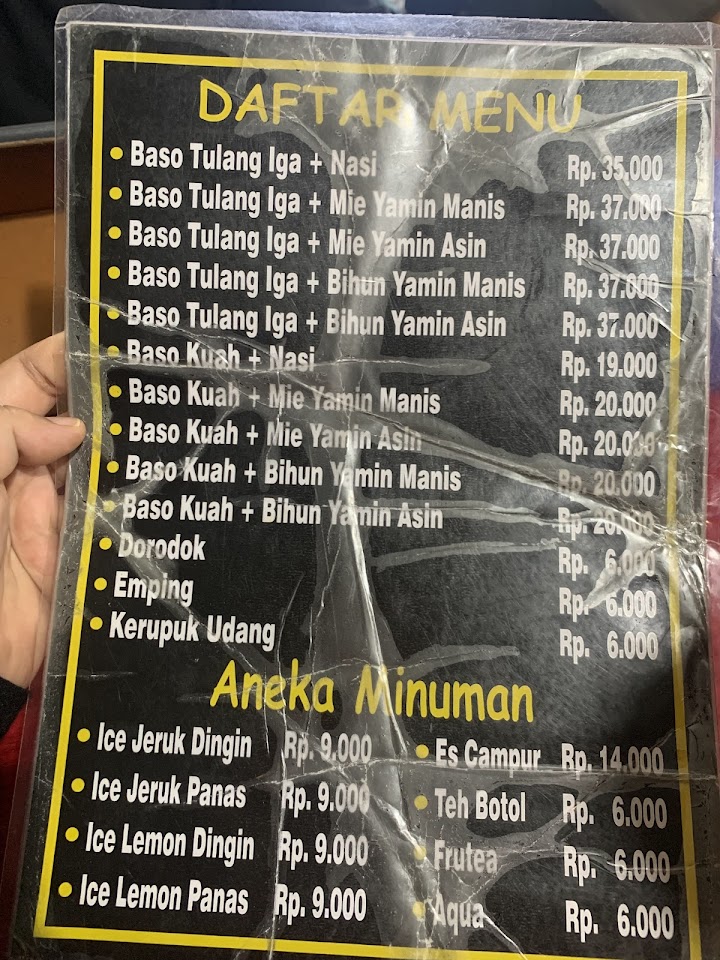 DAFTAR MENU
• Baso Tulang Iga + Nasi Rp. 35.000
• Baso Tulang Iga + Mie Yamin Manis Rp. 37.000
• Baso Tulang Iga + Mie Yamin Asin Rp. 37.000
• Baso Tulang Iga + Bihun Yamin Manis Rp. 37.000
• Baso Tulang Iga + Bihun Yamin Asin Rp. 37.000
• Baso Kuah + Nasi Rp. 19.000
• Baso Kuah + Mie Yamin Manis Rp. 20.000
• Baso Kuah + Mie Yamin Asin Rp. 20.000
• Baso Kuah + Bihun Yamin Manis Rp. 20.000
• Baso Kuah + Bihun Yamin Asin Rp. 20.000
• Dorodok Rp. 6.000
• Emping Rp. 6.000
• Kerupuk Udang Rp. 6.000
Aneka Minuman
• Ice Jeruk Dingin Rp. 9.000 • Es Campur Rp. 14.000
• Ice Jeruk Panas Rp. 9.000 • Teh Botol Rp. 6.000
• Ice Lemon Dingin Rp. 9.000 • Frutea Rp. 6.000
• Ice Lemon Panas Rp. 9.000 • Aqua Rp. 6.000